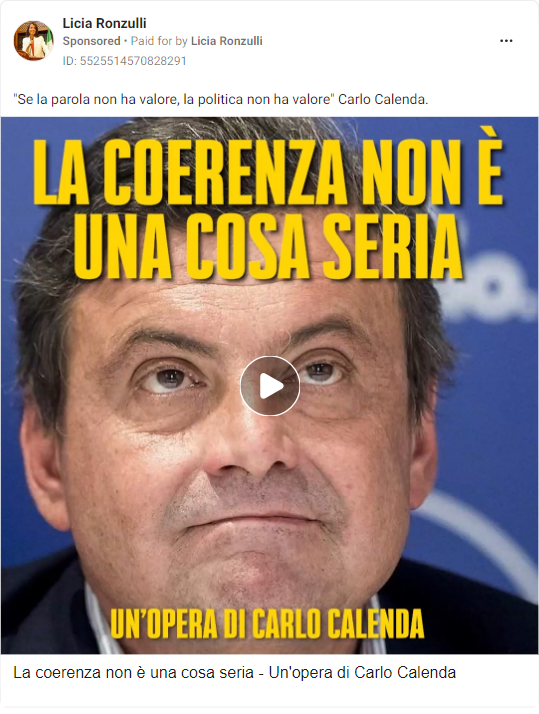 Licia Ronzulli
Sponsored • Paid for by Licia Ronzulli
ID: 5525514570828291
"Se la parola non ha valore, la politica non ha valore" Carlo Calenda.
LA COERENZA NON È
UNA COSA SERIA
UN'OPERA DI CARLO CALENDA
La coerenza non è una cosa seria - Un'opera di Carlo Calenda